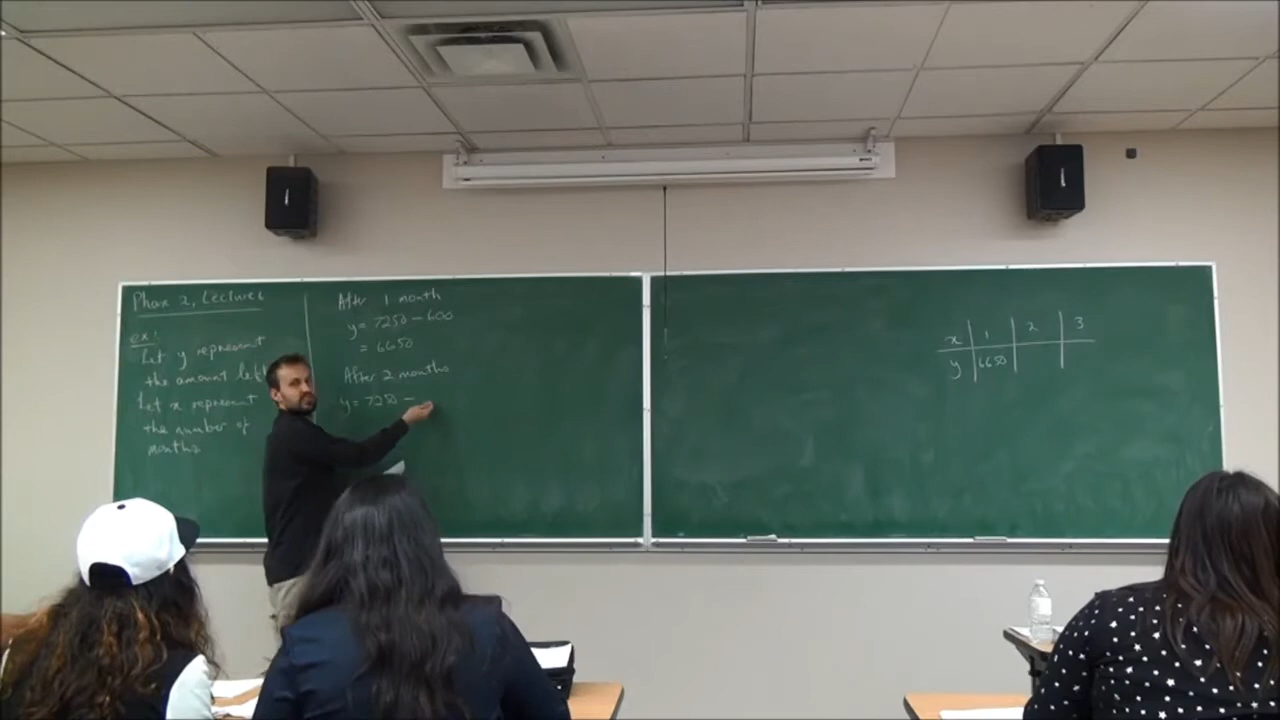 Phase 2, Lecture 6
ex:
Let y represent
the amount left
Let x represent
the number of
months
After 1 month
y = 7250 - 600
= 6650
After 2 months
y = 7250 -
x 1 2 3
y 6650